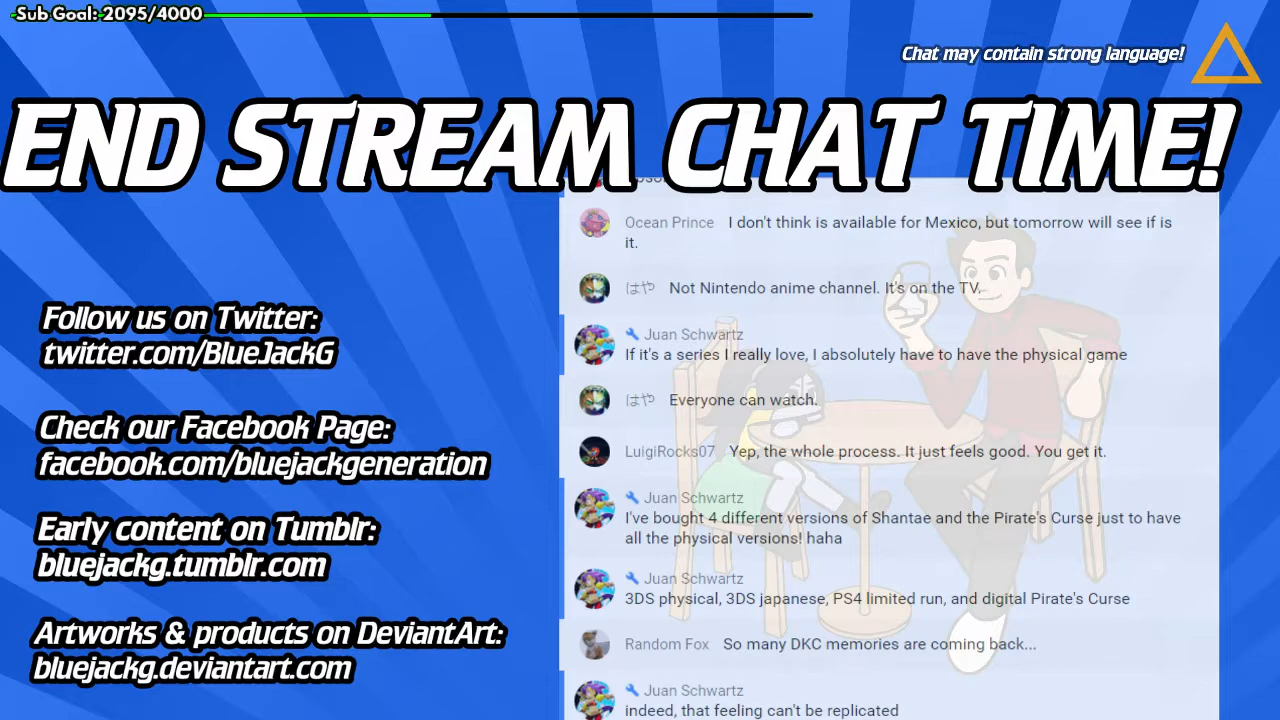 Sub Goal: 2095/4000
Chat may contain strong language!
END STREAM CHAT TIME!
Follow us on Twitter:
twitter.com/BlueJackG
Check our Facebook Page:
facebook.com/bluejackgeneration
Early content on Tumblr:
bluejackg.tumblr.com
Artworks & products on DeviantArt:
bluejackg.deviantart.com
Ocean Prince I don't think is available for Mexico, but tomorrow will see if is
it.
はや Not Nintendo anime channel. It's on the TV.
Juan Schwartz
If it's a series I really love, I absolutely have to have the physical game
はや Everyone can watch.
LuigiRocks07 Yep, the whole process. It just feels good. You get it.
Juan Schwartz
I've bought 4 different versions of Shantae and the Pirate's Curse just to have
all the physical versions! haha
Juan Schwartz
3DS physical, 3DS japanese, PS4 limited run, and digital Pirate's Curse
Random Fox So many DKC memories are coming back...
Juan Schwartz
indeed, that feeling can't be replicated